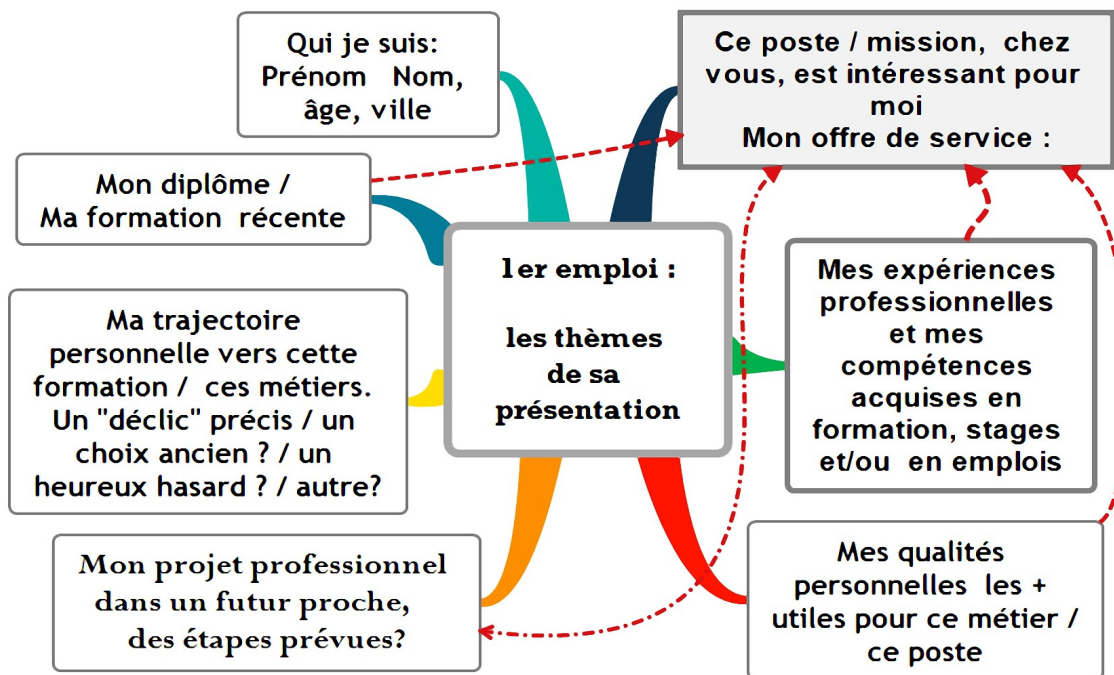 Qui je suis:
Prénom Nom,
âge, ville
Ce poste / mission, chez
vous, est intéressant pour
moi
Mon offre de service :
Mon diplôme /
Ma formation récente
1er emploi :
les thèmes
de sa
présentation
Ma trajectoire
personnelle vers cette
formation / ces métiers.
Un "déclic" précis / un
choix ancien ? / un
heureux hasard ? / autre?
Mes expériences
professionnelles
et mes
compétences
acquises en
formation, stages
et/ou en emplois
Mon projet professionnel
dans un futur proche,
des étapes prévues?
Mes qualités
personnelles les +
utiles pour ce métier /
ce poste